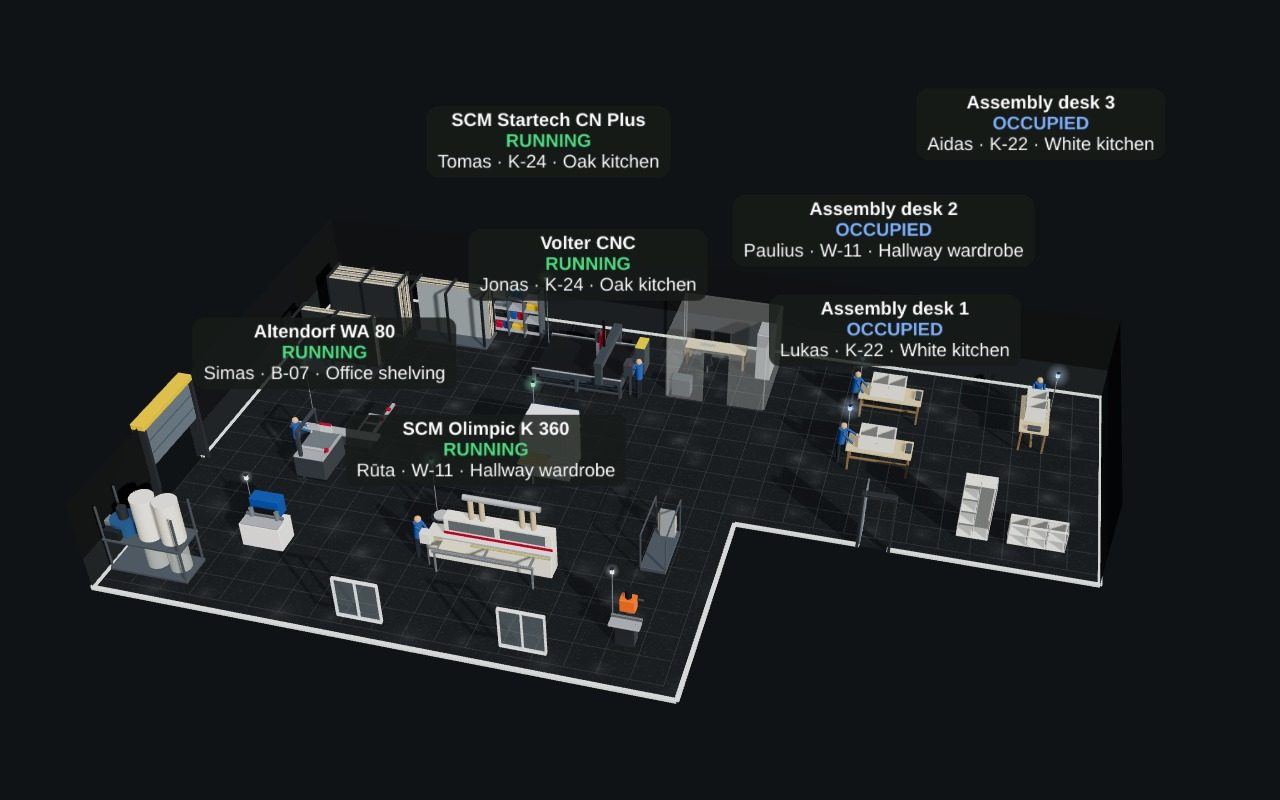 SCM Startech CN Plus
RUNNING
Tomas · K-24 · Oak kitchen
Assembly desk 3
OCCUPIED
Aidas · K-22 · White kitchen
Assembly desk 2
OCCUPIED
Paulius · W-11 · Hallway wardrobe
Volter CNC
RUNNING
Jonas · K-24 · Oak kitchen
Assembly desk 1
OCCUPIED
Lukas · K-22 · White kitchen
Altendorf WA 80
RUNNING
Simas · B-07 · Office shelving
SCM Olimpic K 360
RUNNING
Rūta · W-11 · Hallway wardrobe